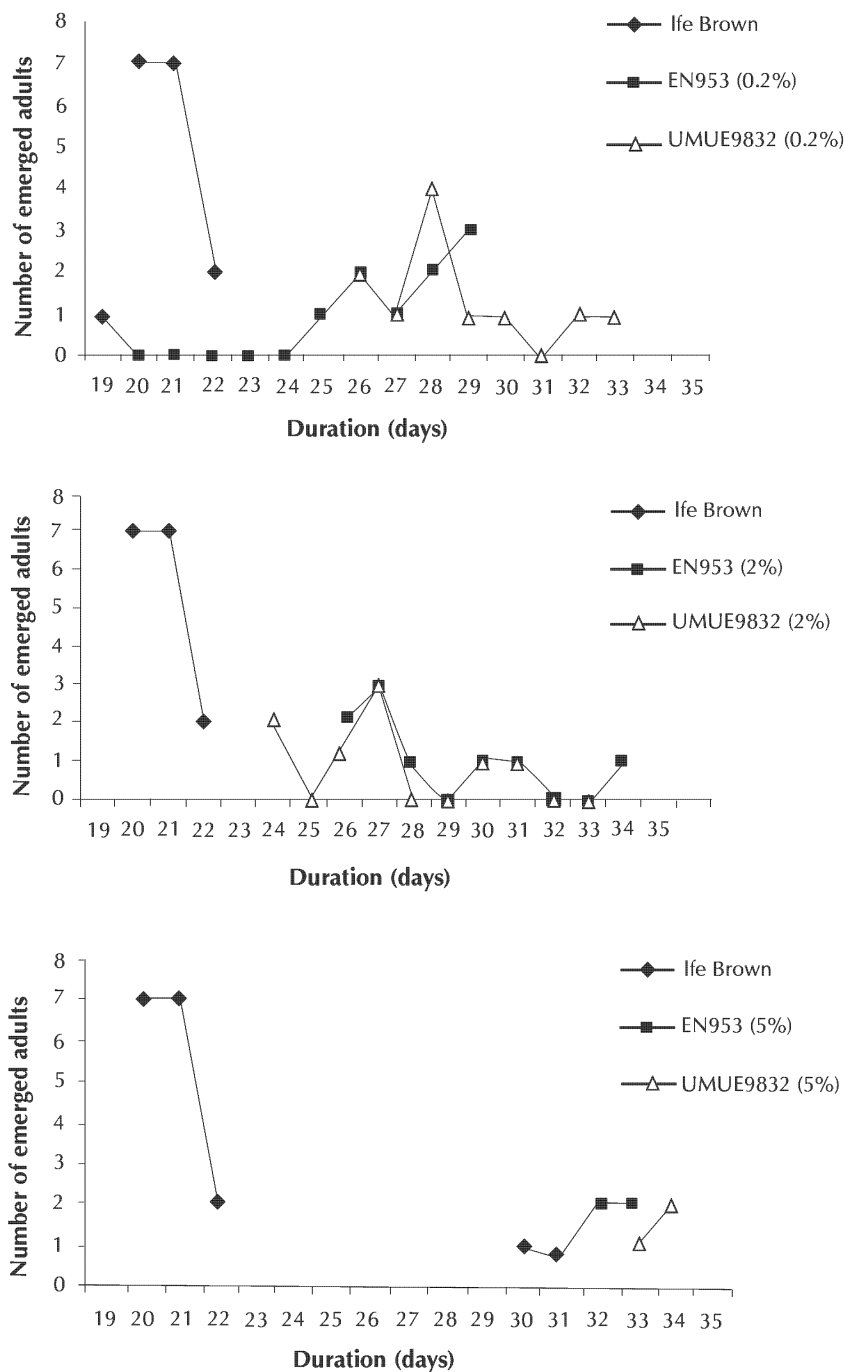 8
7
6
5
4
3
2
1
0
Number of emerged adults
Ife Brown
EN953 (0.2%)
UMUE9832 (0.2%)
19 20 21 22 23 24 25 26 27 28 29 30 31 32 33 34 35
Duration (days)
8
7
6
5
4
3
2
1
0
Number of emerged adults
Ife Brown
EN953 (2%)
UMUE9832 (2%)
19 20 21 22 23 24 25 26 27 28 29 30 31 32 33 34 35
Duration (days)
8
7
6
5
4
3
2
1
0
Number of emerged adults
Ife Brown
EN953 (5%)
UMUE9832 (5%)
19 20 21 22 23 24 25 26 27 28 29 30 31 32 33 34 35
Duration (days)